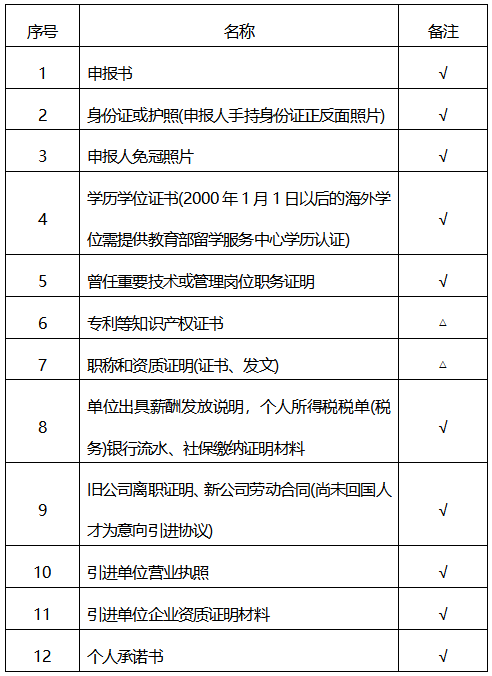 序号 名称 备注
1 申报书 √
2 身份证或护照(申报人手持身份证正反面照片) √
3 申报人免冠照片 √
4 学历学位证书(2000年1月1日以后的海外学
位需提供教育部留学服务中心学历认证) √
5 曾任重要技术或管理岗位职务证明 √
6 专利等知识产权证书 △
7 职称和资质证明(证书、发文) △
8 单位出具薪酬发放说明，个人所得税税单(税
务)银行流水、社保缴纳证明材料 √
9 旧公司离职证明、新公司劳动合同(尚未回国人
才为意向引进协议) √
10 引进单位营业执照 √
11 引进单位企业资质证明材料 √
12 个人承诺书 √